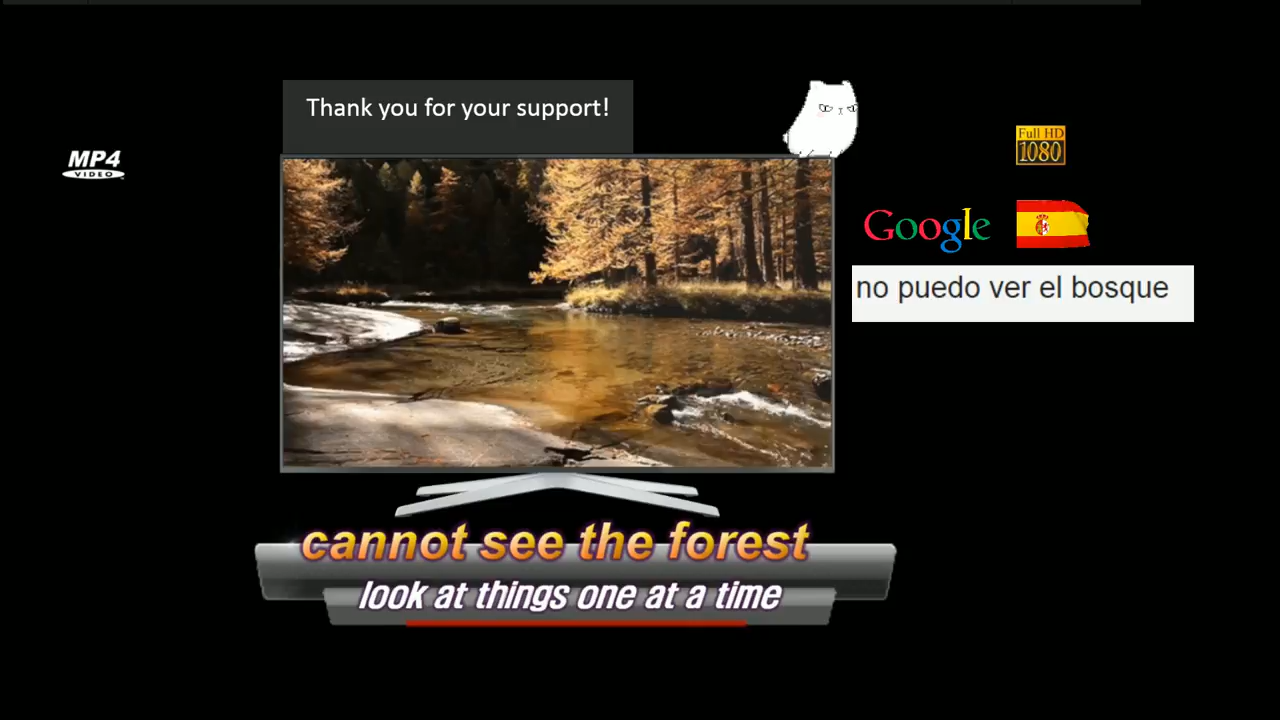 Thank you for your support!
MP4
VIDEO
Full HD
1080
Google
no puedo ver el bosque
cannot see the forest
look at things one at a time